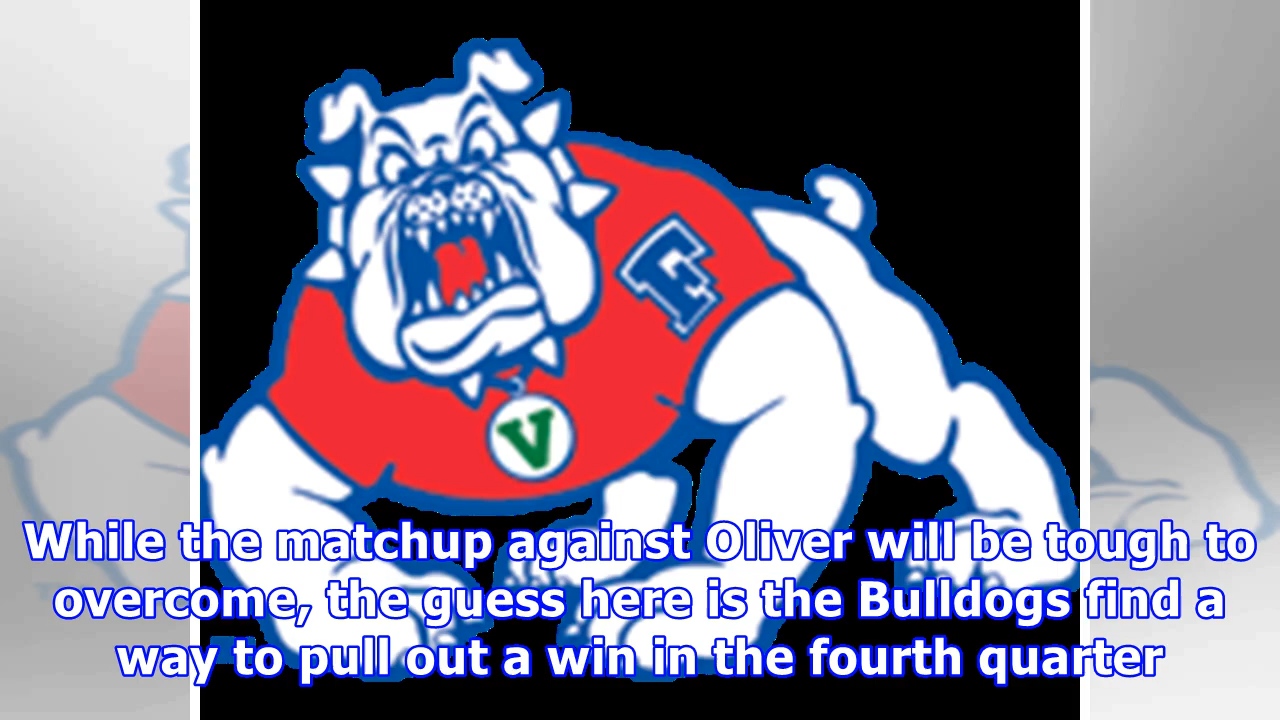 F
V
While the matchup against Oliver will be tough to
overcome, the guess here is the Bulldogs find a
way to pull out a win in the fourth quarter